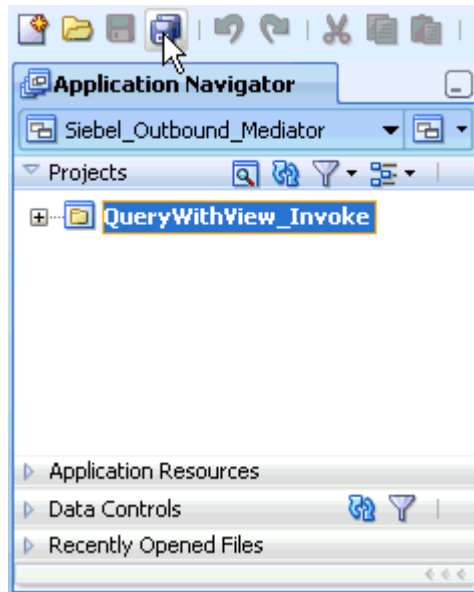 Application Navigator
Siebel_Outbound_Mediator
Projects
QueryWithView_Invoke
Application Resources
Data Controls
Recently Opened Files